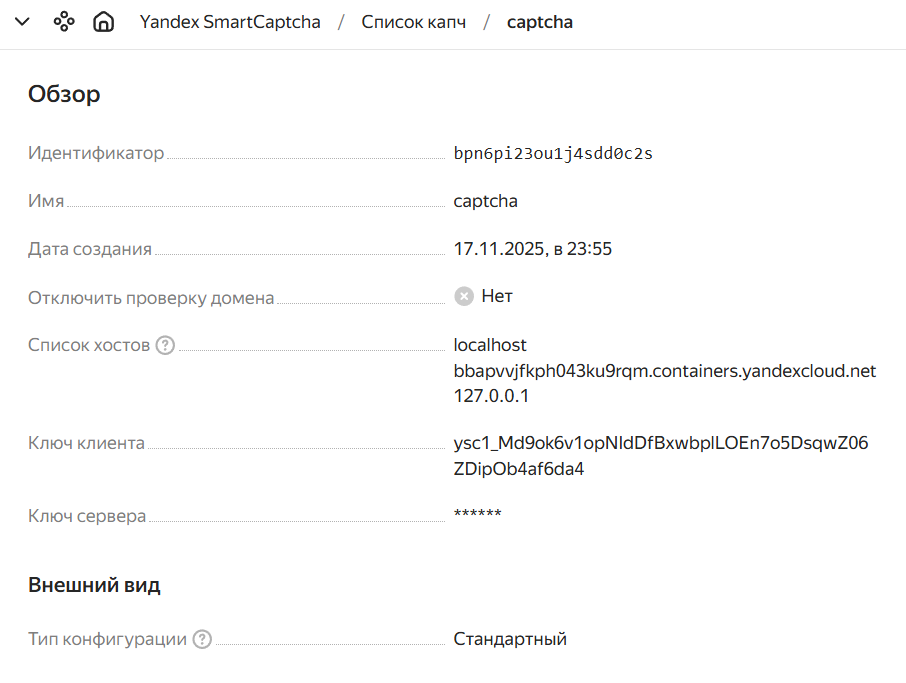 Yandex SmartCaptcha / Список капч / captcha
Обзор
Идентификатор bpn6pi23ou1j4sdd0c2s
Имя captcha
Дата создания 17.11.2025, в 23:55
Отключить проверку домена Нет
Список хостов ? localhost
bbapvvjfkph043ku9rqm.containers.yandexcloud.net
127.0.0.1
Ключ клиента ysc1_Md9ok6v1opNIdDfBxwbplLOEn7o5DsqwZ06
ZDipOb4af6da4
Ключ сервера ******
Внешний вид
Тип конфигурации ? Стандартный